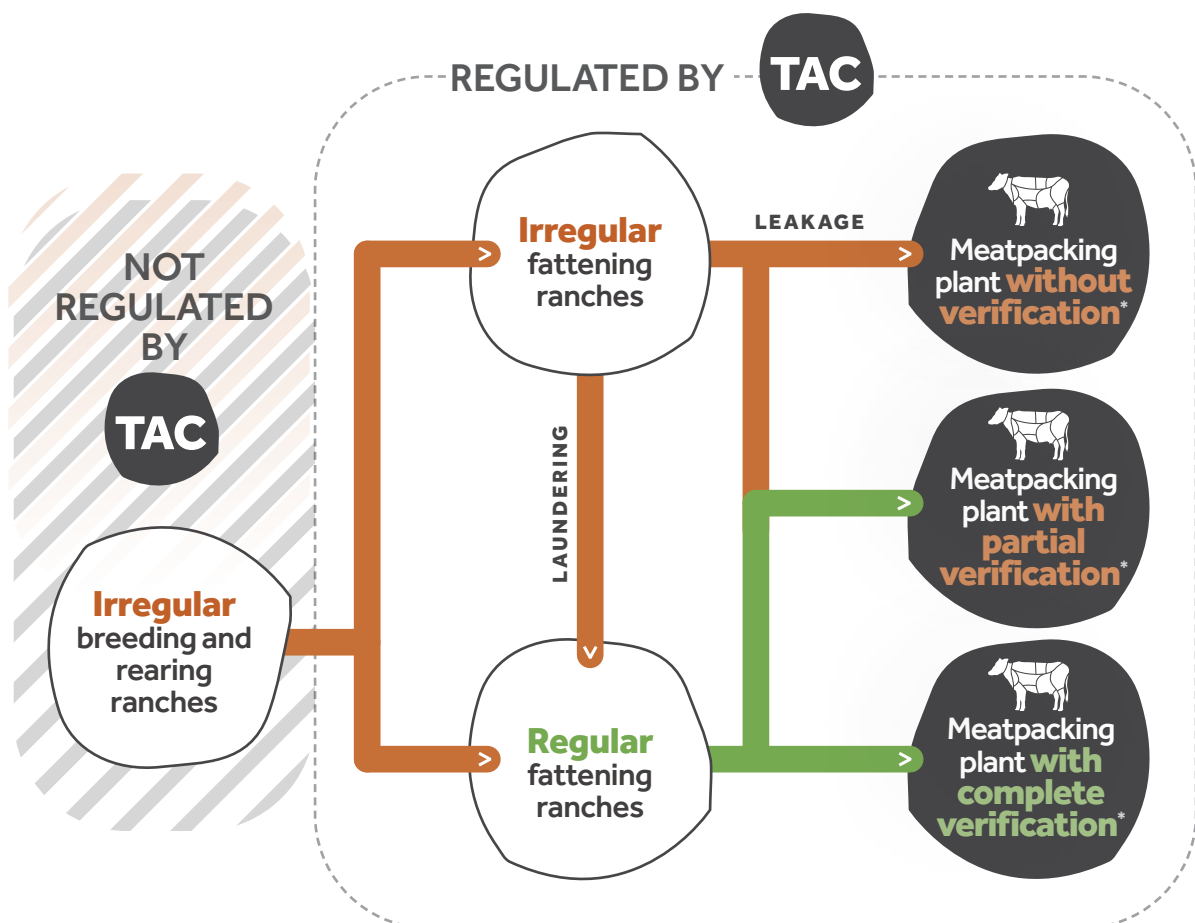 REGULATED BY TAC
NOT
REGULATED
BY
TAC
Irregular
breeding and
rearing
ranches
Irregular
fattening
ranches
LEAKAGE
LAUNDERING
Regular
fattening
ranches
Meatpacking
plant without
verification*
Meatpacking
plant with
partial
verification*
Meatpacking
plant with
complete
verification*